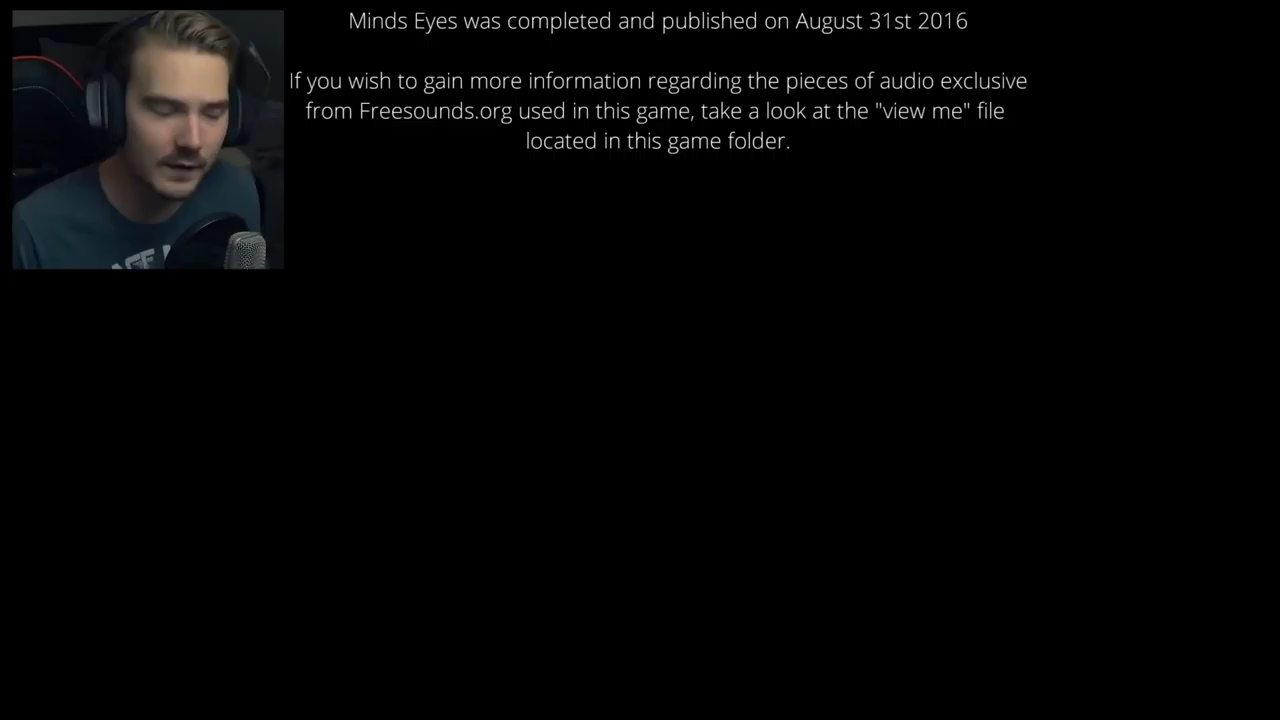 Minds Eyes was completed and published on August 31st 2016
If you wish to gain more information regarding the pieces of audio exclusive
from Freesounds.org used in this game, take a look at the "view me" file
located in this game folder.